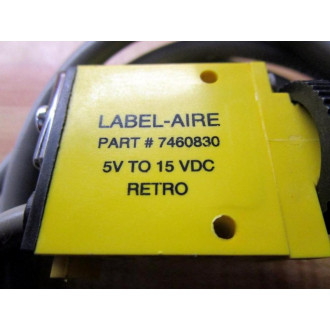 LABEL-AIRE
PART # 7460830
5V TO 15 VDC
RETRO